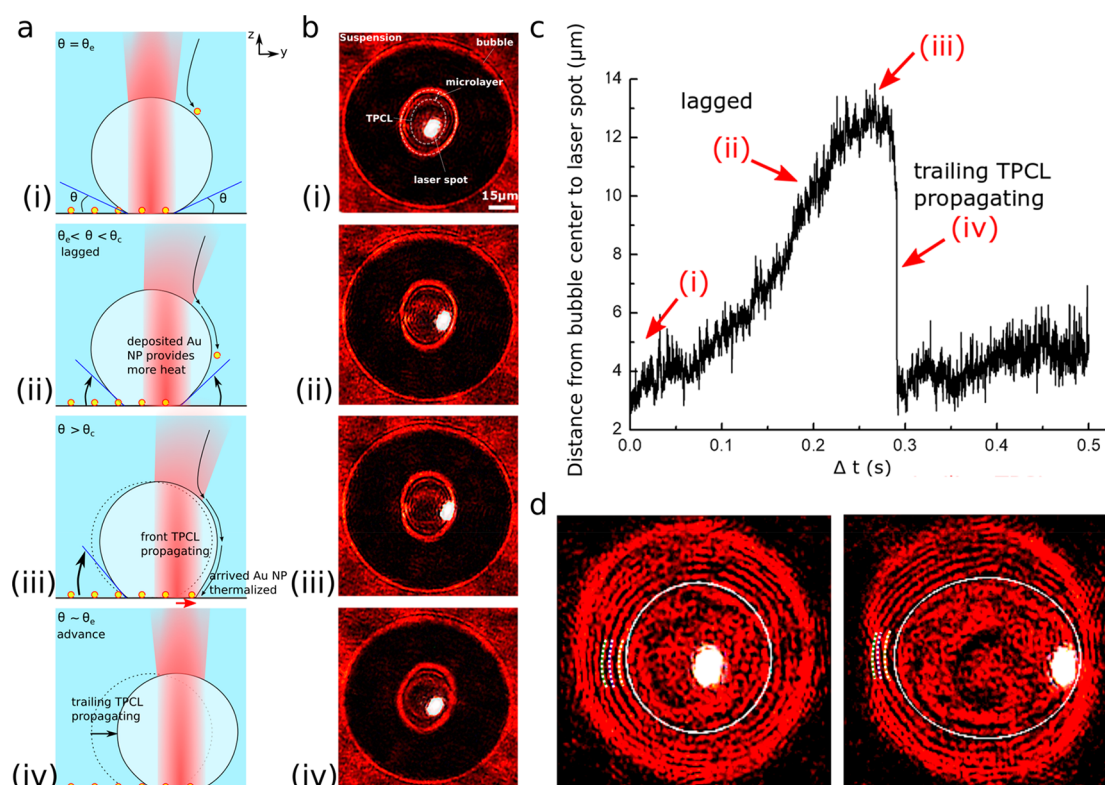 a
θ = θe
z
y
θ
θ
(i)
θe< θ < θc
lagged
deposited Au
NP provides
more heat
(ii)
θ > θc
front TPCL
propagating
arrived Au NP
thermalized
(iii)
θ ~ θe
advance
trailing TPCL
propagating
(iv)
b
Suspension
bubble
microlayer
TPCL
laser spot
15μm
(i)
(ii)
(iii)
(iv)
c
Distance from bubble center to laser spot (μm)
14
12
10
8
6
4
2
0.0
0.1
0.2
0.3
0.4
0.5
Δ t (s)
lagged
(i)
(ii)
(iii)
trailing TPCL
propagating
(iv)
d